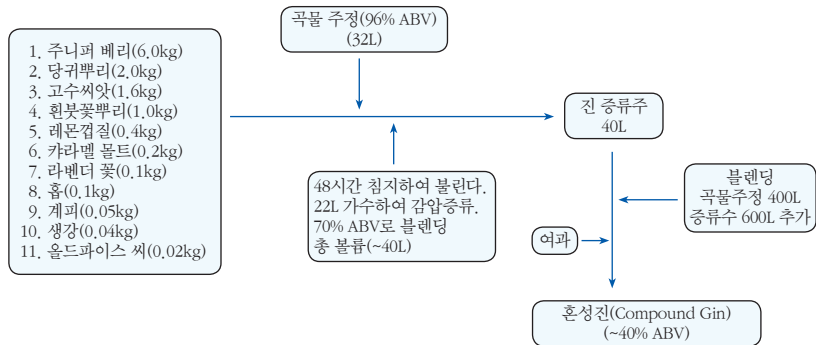 곡물 주정(96% ABV)
(32L)
1. 주니퍼 베리(6.0kg)
2. 당귀뿌리(2.0kg)
3. 고수씨앗(1.6kg)
4. 흰붓꽃뿌리(1.0kg)
5. 레몬껍질(0.4kg)
6. 캬라멜 몰트(0.2kg)
7. 라벤더 꽃(0.1kg)
8. 홉(0.1kg)
9. 계피(0.05kg)
10. 생강(0.04kg)
11. 올드파이스 씨(0.02kg)
진 증류주
40L
48시간 침지하여 불린다.
22L 가수하여 감압증류.
70% ABV로 블렌딩
총 볼륨(~40L)
블렌딩
곡물주정 400L
증류수 600L 추가
여과
혼성진(Compound Gin)
(~40% ABV)